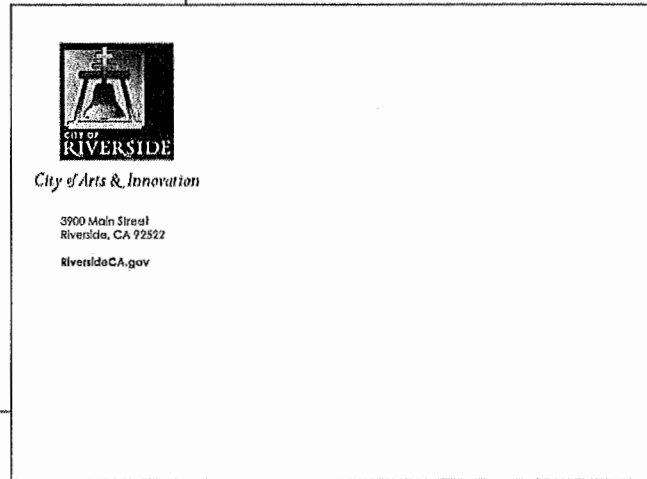 CITY OF
RIVERSIDE
City of Arts & Innovation
3900 Main Street
Riverside, CA 92522
RiversideCA.gov